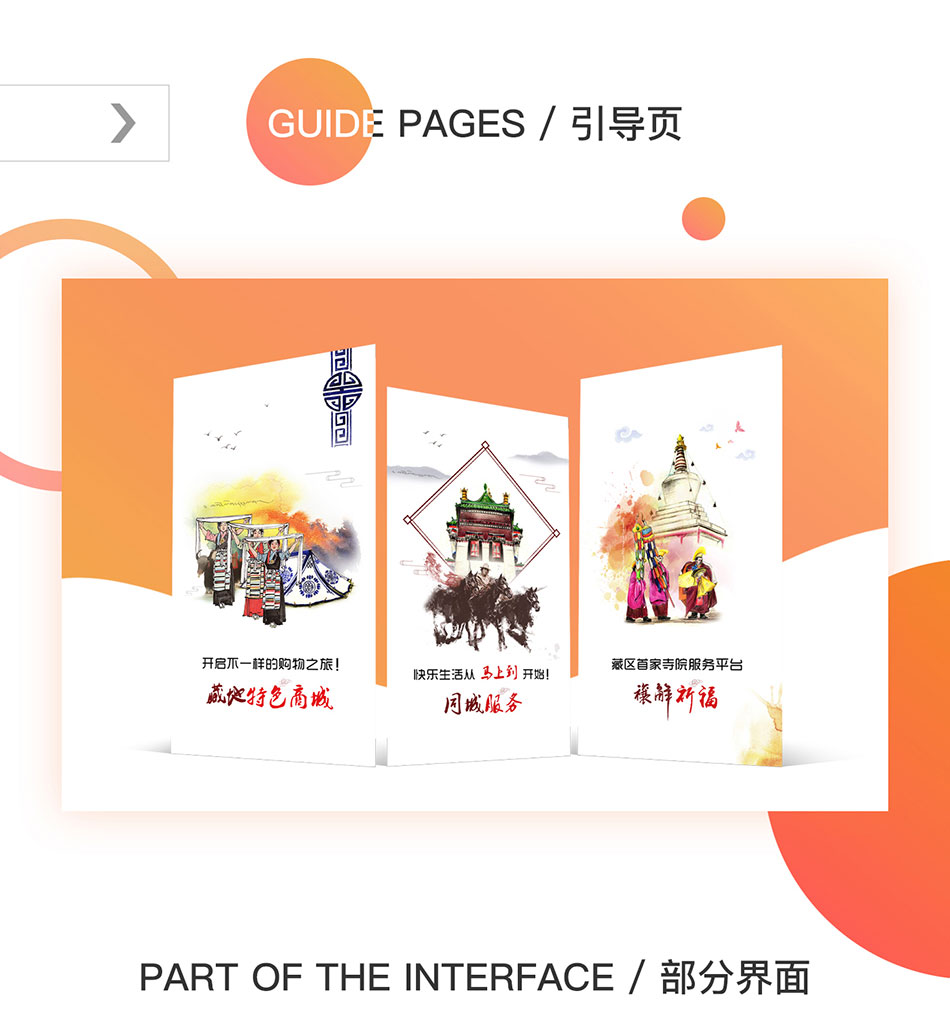 GUIDE PAGES / 引导页
开启不一样的购物之旅!
藏地特色商城
快乐生活从 马上到 开始!
同城服务
藏区首家寺院服务平台
禳解祈福
PART OF THE INTERFACE / 部分界面